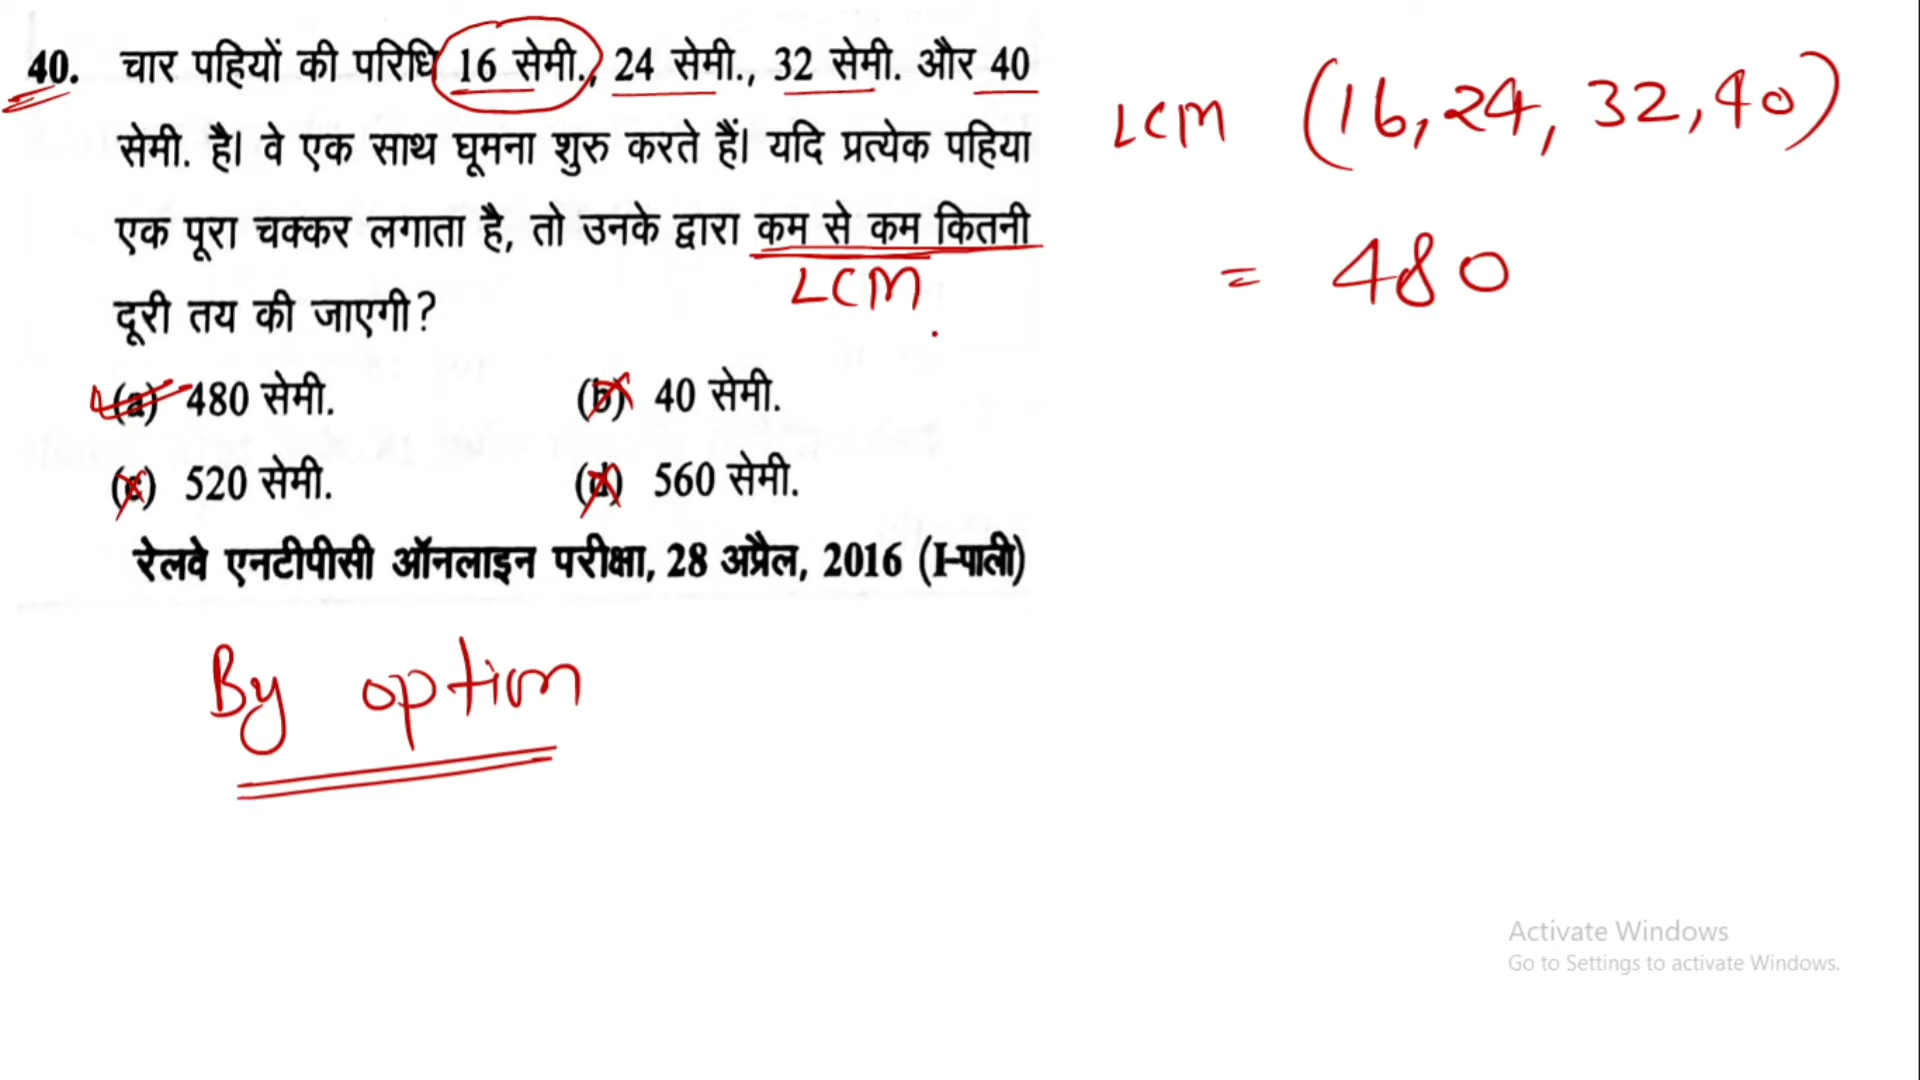 40. चार पहियों की परिधि 16 सेमी., 24 सेमी., 32 सेमी. और 40
सेमी. है। वे एक साथ घूमना शुरु करते हैं। यदि प्रत्येक पहिया
एक पूरा चक्कर लगाता है, तो उनके द्वारा कम से कम कितनी
LCM
दूरी तय की जाएगी?
(a) 480 सेमी. (b) 40 सेमी.
(c) 520 सेमी. (d) 560 सेमी.
रेलवे एनटीपीसी ऑनलाइन परीक्षा, 28 अप्रैल, 2016 (I-पाली)
By option
LCM (16, 24, 32, 40)
= 480
Activate Windows
Go to Settings to activate Windows.